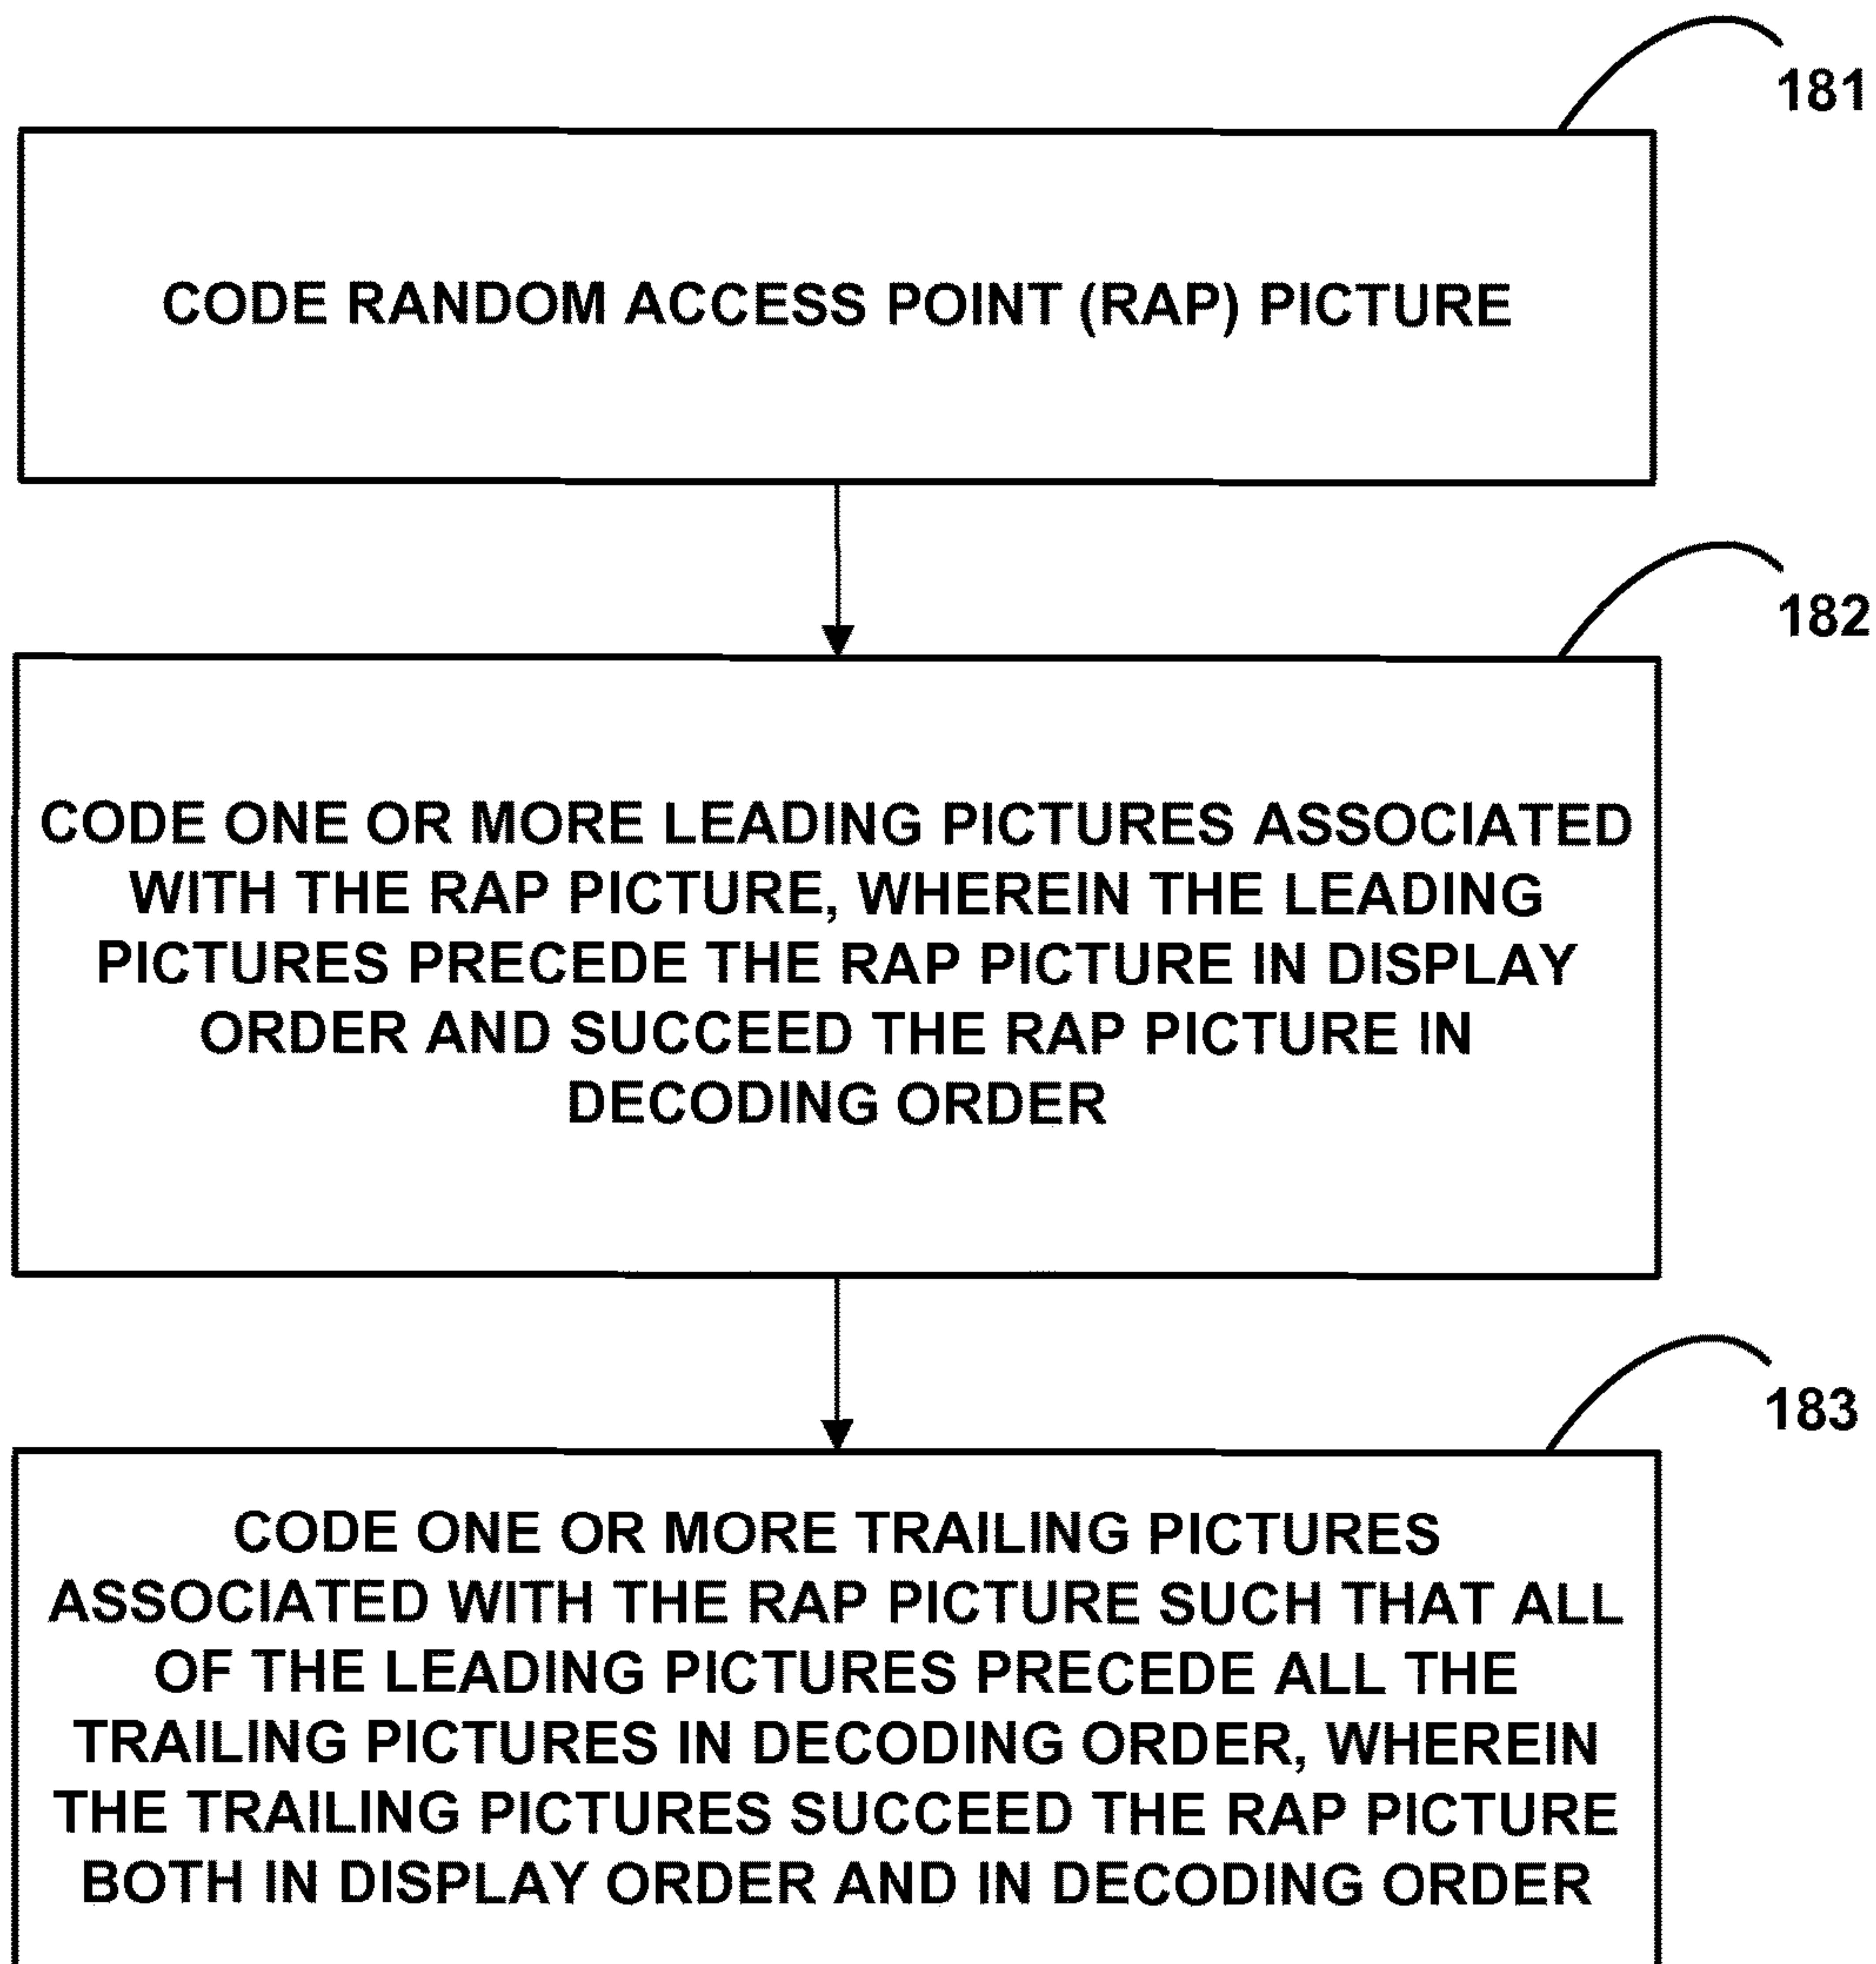 181
CODE RANDOM ACCESS POINT (RAP) PICTURE
182
CODE ONE OR MORE LEADING PICTURES ASSOCIATED
WITH THE RAP PICTURE, WHEREIN THE LEADING
PICTURES PRECEDE THE RAP PICTURE IN DISPLAY
ORDER AND SUCCEED THE RAP PICTURE IN
DECODING ORDER
183
CODE ONE OR MORE TRAILING PICTURES
ASSOCIATED WITH THE RAP PICTURE SUCH THAT ALL
OF THE LEADING PICTURES PRECEDE ALL THE
TRAILING PICTURES IN DECODING ORDER, WHEREIN
THE TRAILING PICTURES SUCCEED THE RAP PICTURE
BOTH IN DISPLAY ORDER AND IN DECODING ORDER